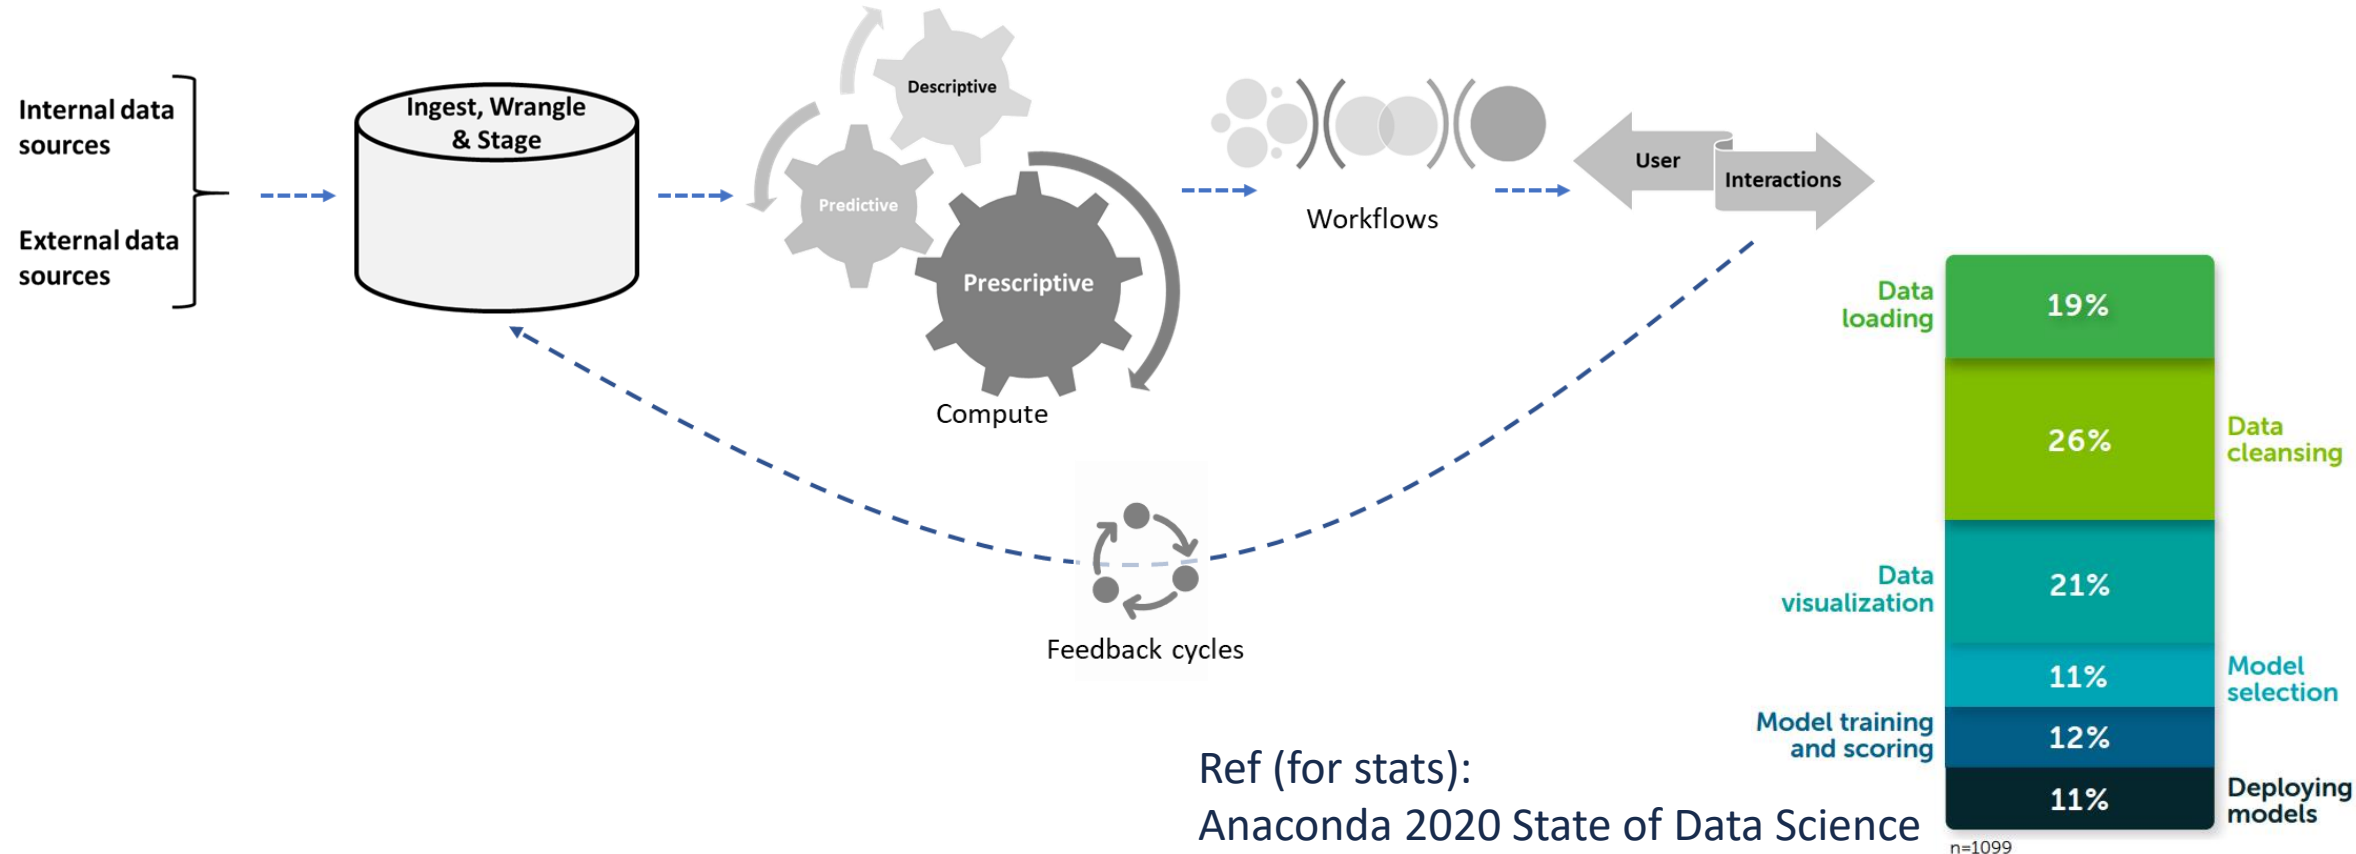 Internal data
sources
External data
sources
Ingest, Wrangle
& Stage
Descriptive
Predictive
Prescriptive
Compute
Workflows
User
Interactions
Feedback cycles
Data
loading
19%
26%
Data
cleansing
Data
visualization
21%
11%
Model
selection
Model training
and scoring
12%
11%
Deploying
models
n=1099
Ref (for stats):
Anaconda 2020 State of Data Science